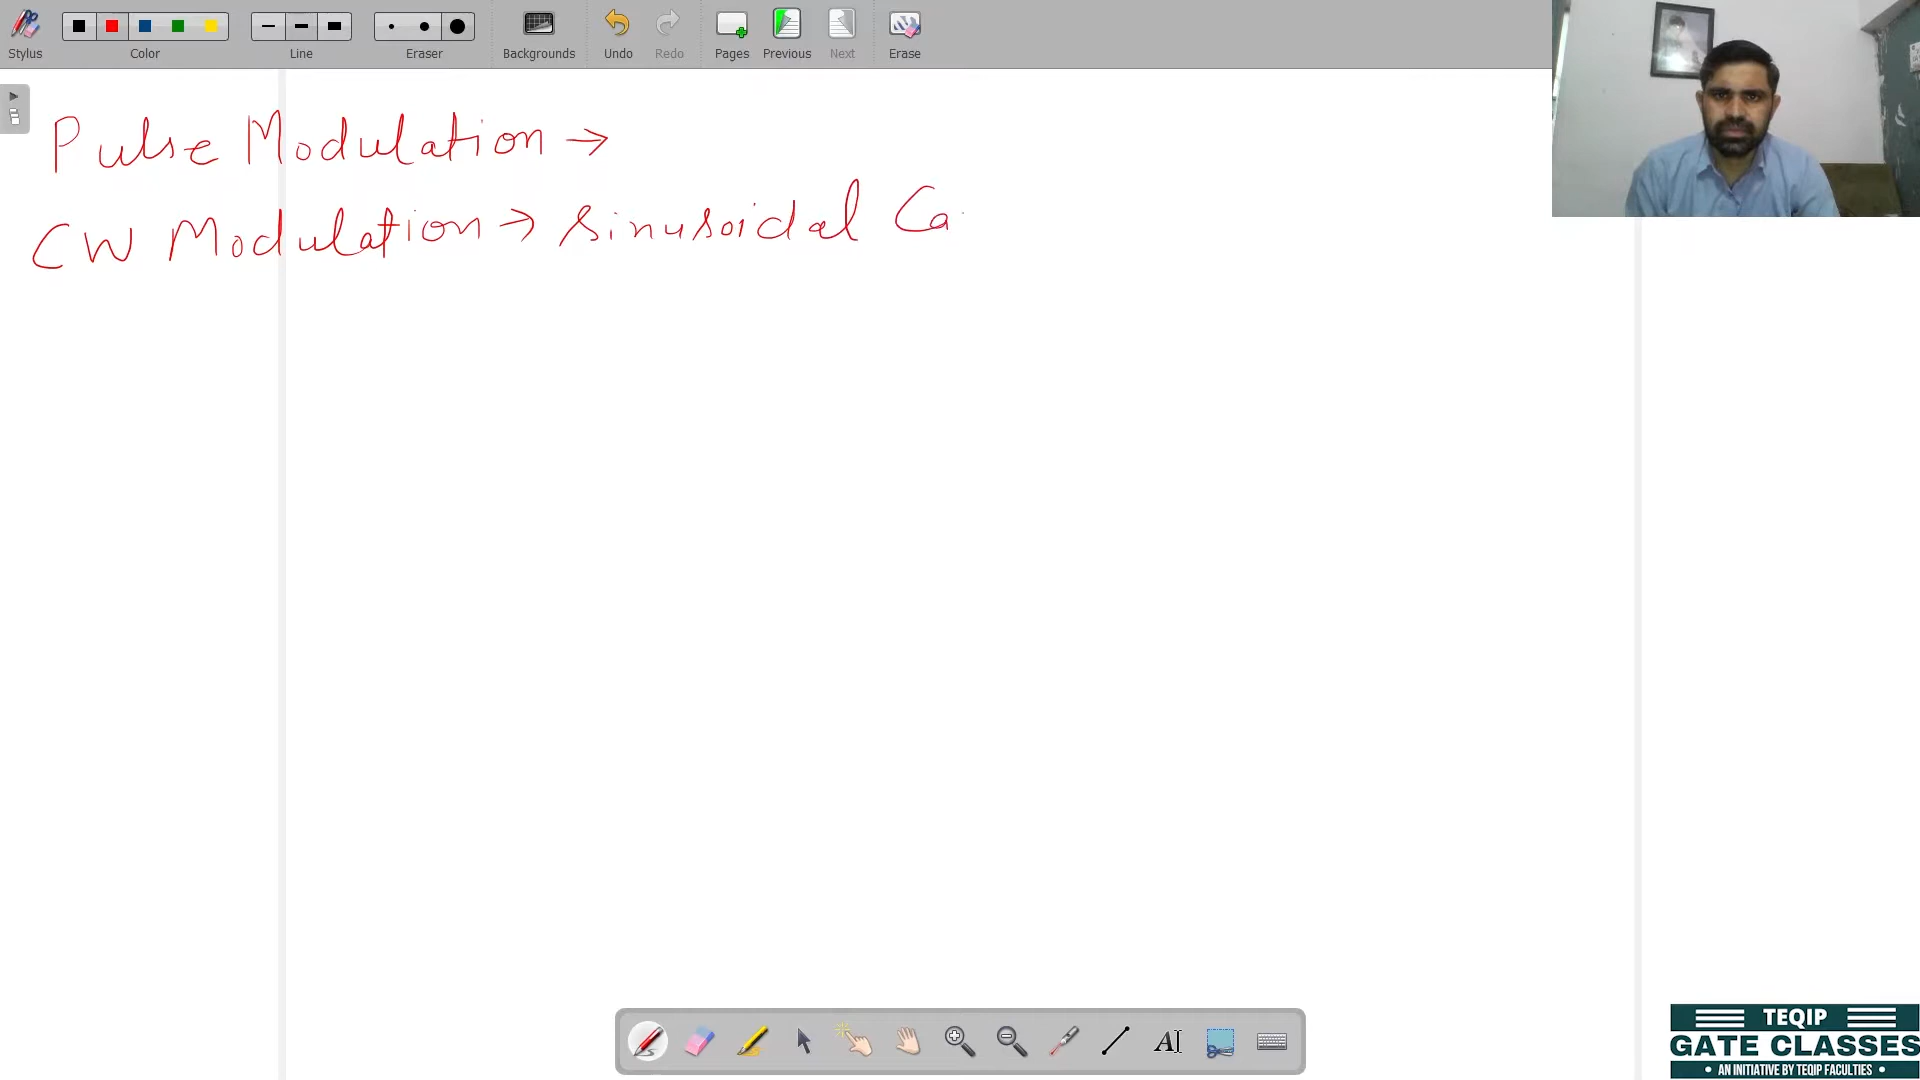 Stylus Color Line Eraser Backgrounds Undo Redo Pages Previous Next Erase
Pulse Modulation →
CW Modulation → Sinusoidal Ca
TEQIP
GATE CLASSES
• AN INITIATIVE BY TEQIP FACULTIES •